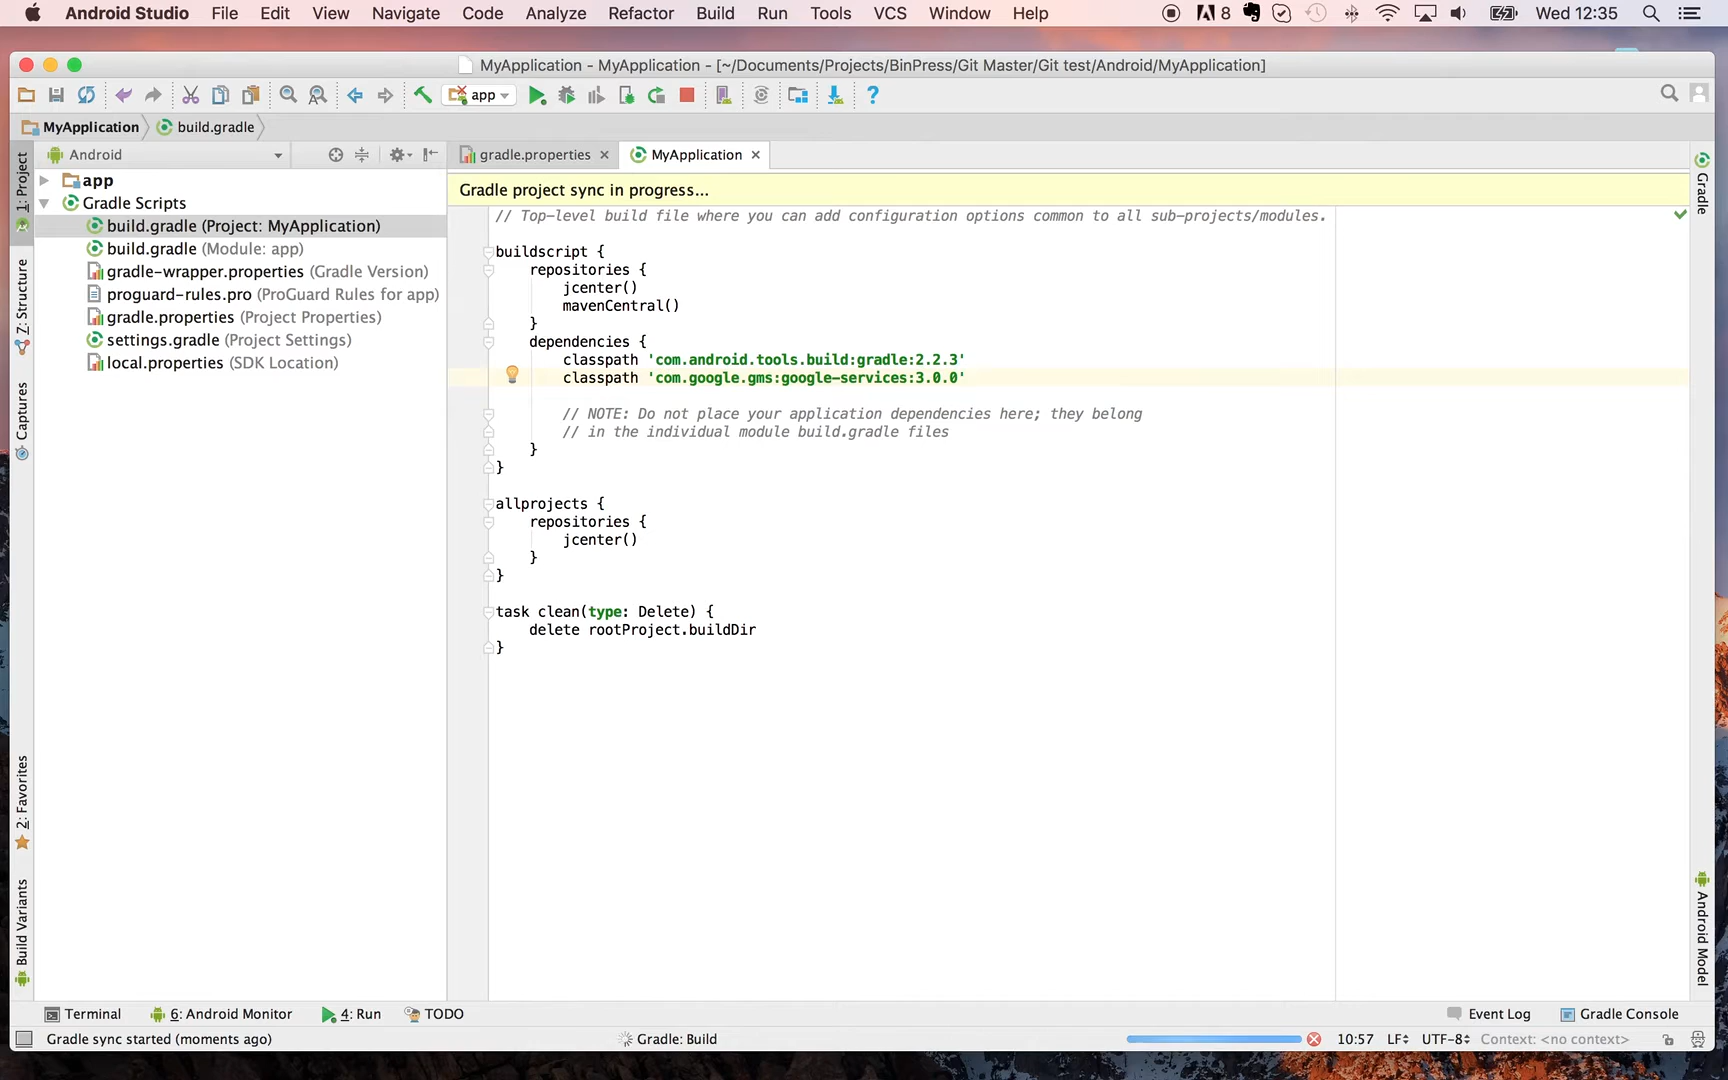 Android Studio File Edit View Navigate Code Analyze Refactor Build Run Tools VCS Window Help 8 Wed 12:35
MyApplication - MyApplication - [~/Documents/Projects/BinPress/Git Master/Git test/Android/MyApplication]
app
MyApplication build.gradle
Android
gradle.properties MyApplication
Gradle project sync in progress...
app
Gradle Scripts
build.gradle (Project: MyApplication)
build.gradle (Module: app)
gradle-wrapper.properties (Gradle Version)
proguard-rules.pro (ProGuard Rules for app)
gradle.properties (Project Properties)
settings.gradle (Project Settings)
local.properties (SDK Location)
// Top-level build file where you can add configuration options common to all sub-projects/modules.
buildscript {
repositories {
jcenter()
mavenCentral()
}
dependencies {
classpath 'com.android.tools.build:gradle:2.2.3'
classpath 'com.google.gms:google-services:3.0.0'
// NOTE: Do not place your application dependencies here; they belong
// in the individual module build.gradle files
}
}
allprojects {
repositories {
jcenter()
}
}
task clean(type: Delete) {
delete rootProject.buildDir
}
1: Project
7: Structure
Captures
2: Favorites
Build Variants
Gradle
Android Model
Terminal 6: Android Monitor 4: Run TODO Event Log Gradle Console
Gradle sync started (moments ago) Gradle: Build 10:57 LF UTF-8 Context: <no context>